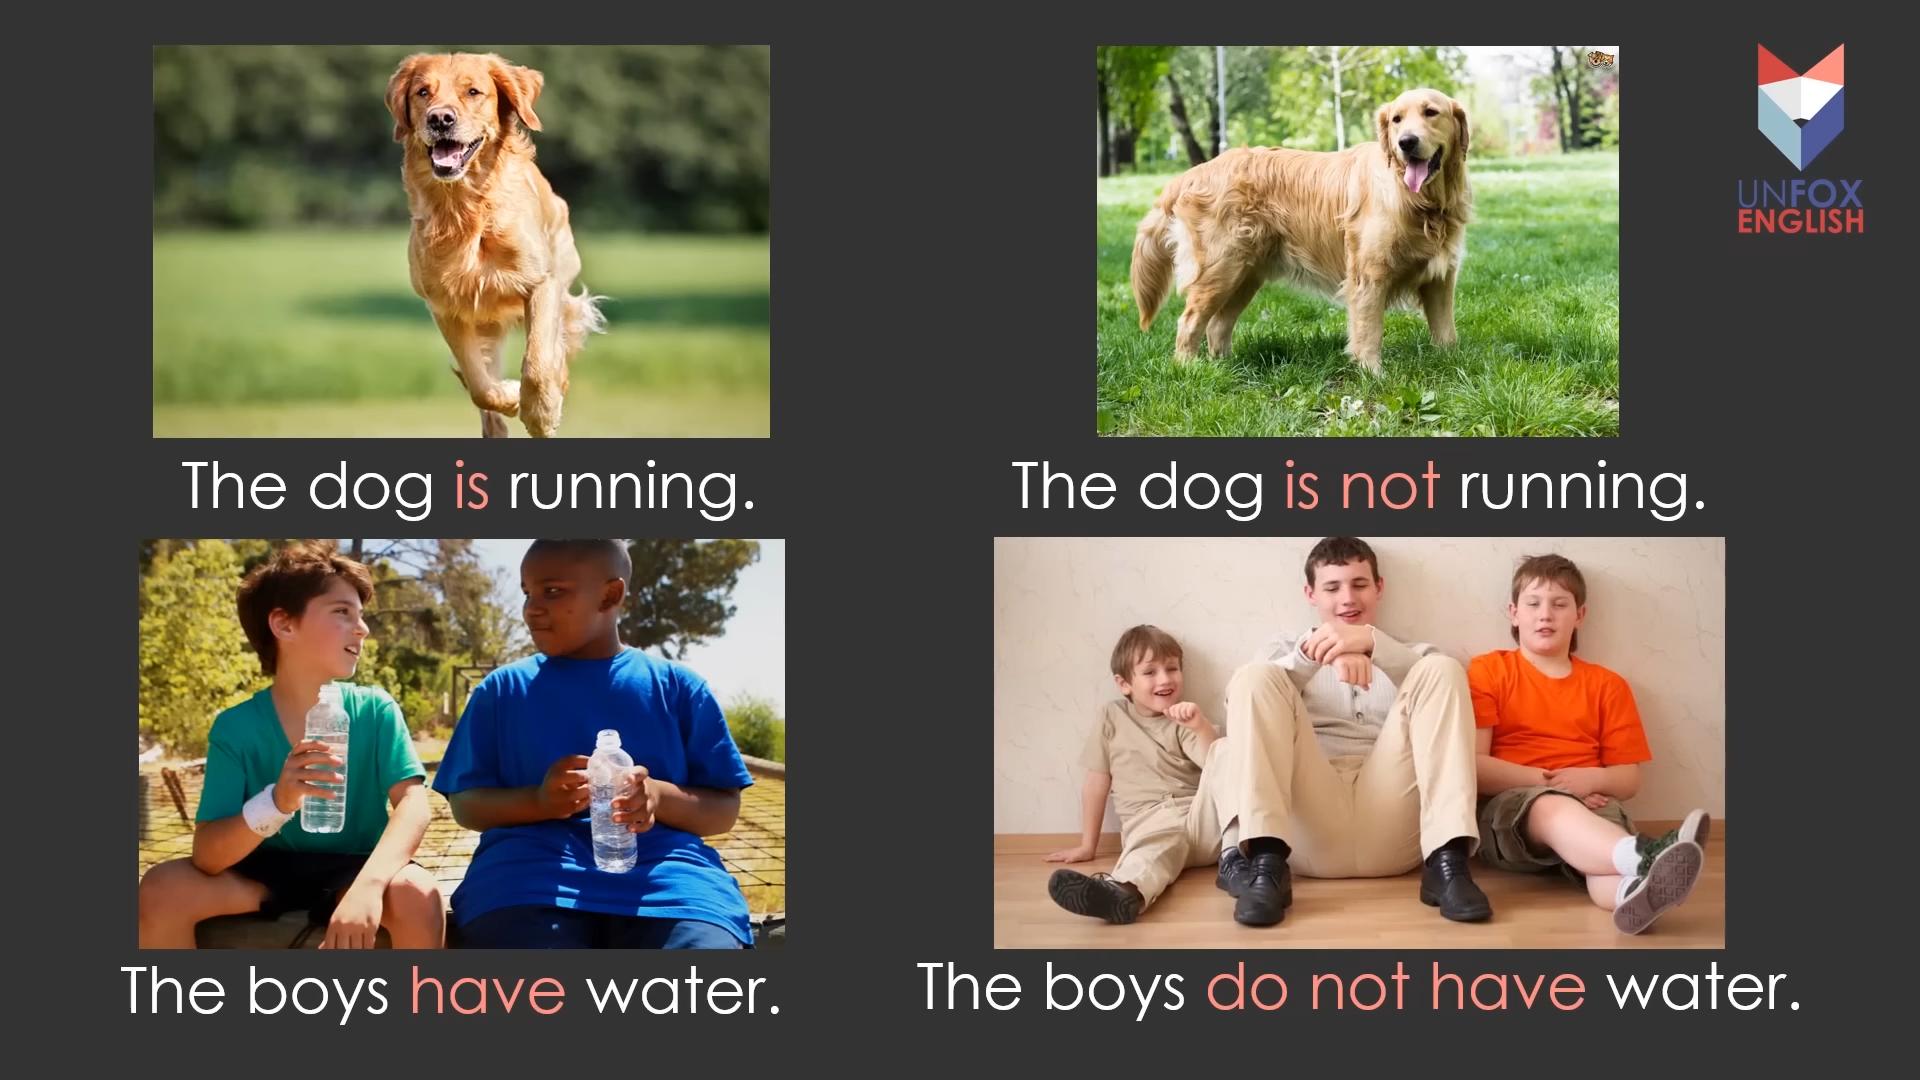 The dog is running.
The dog is not running.
UNFOX
ENGLISH
The boys have water.
The boys do not have water.